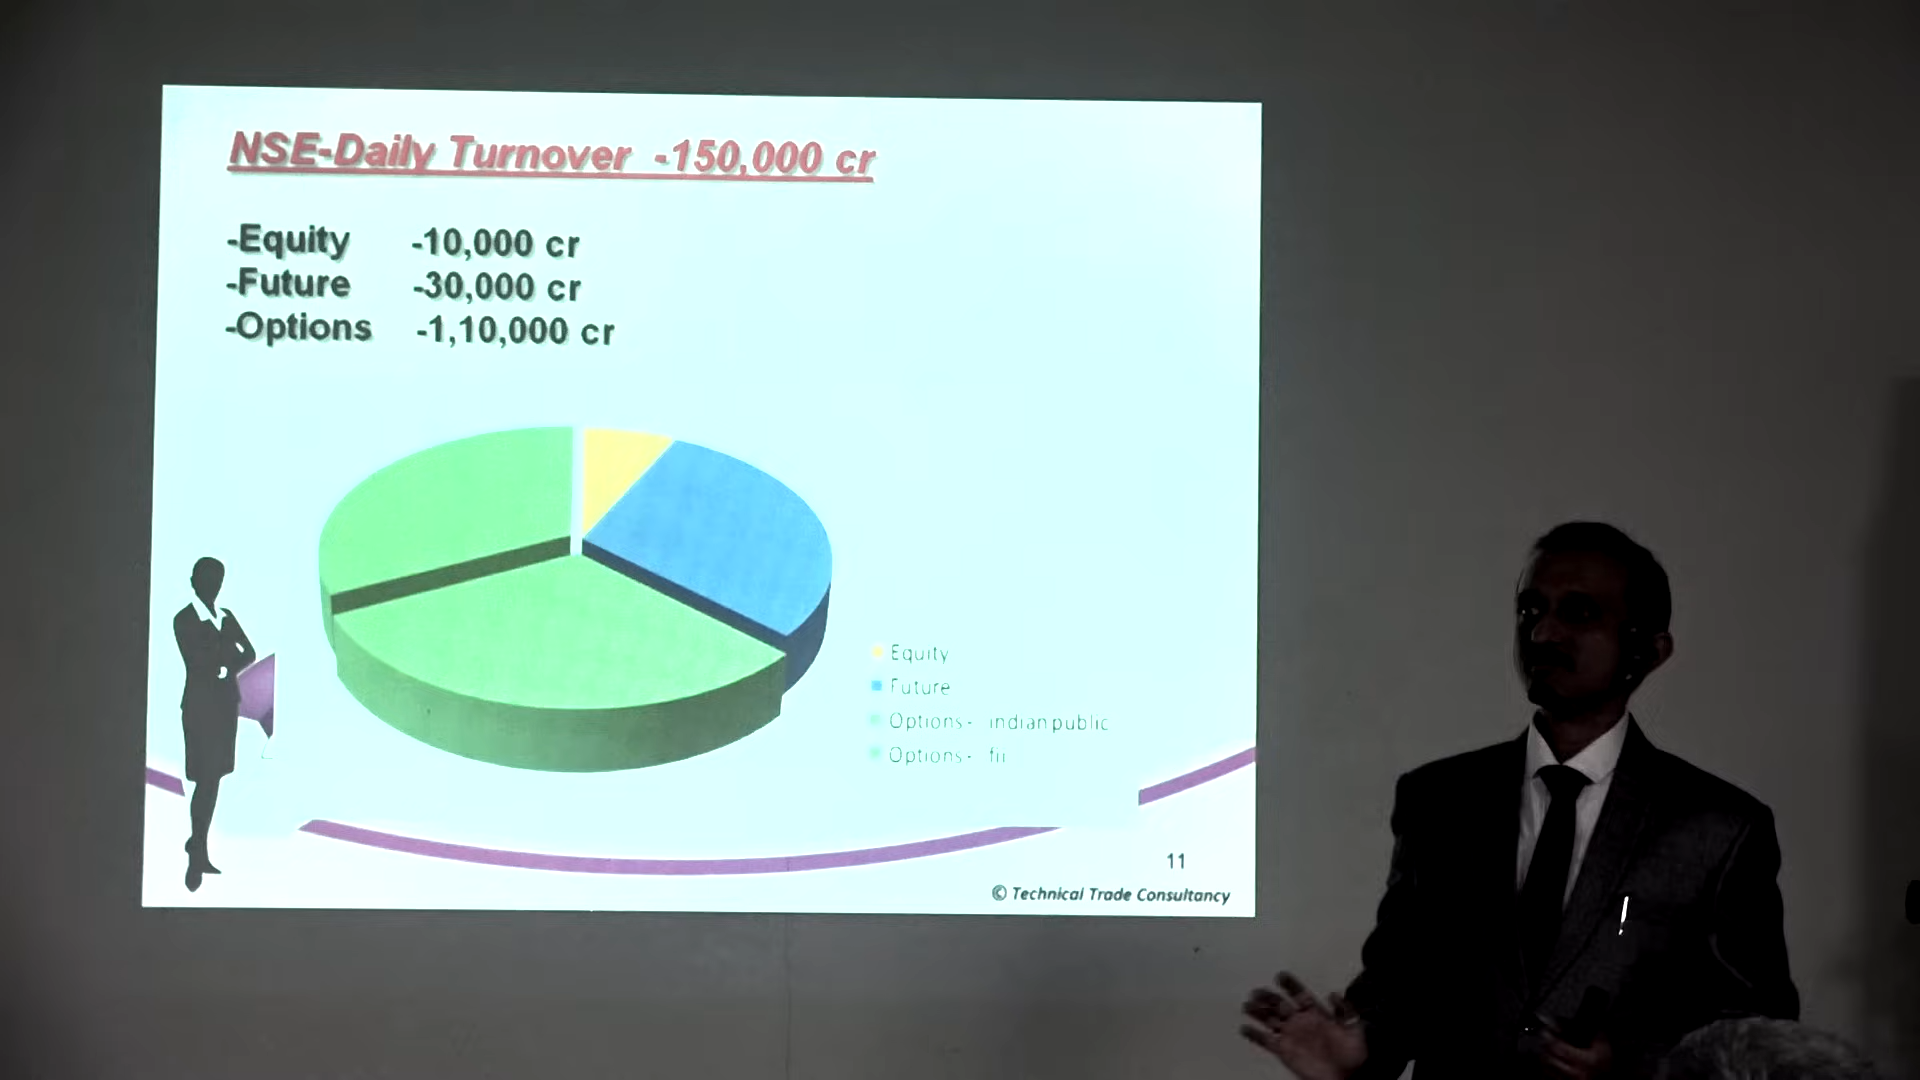 NSE-Daily Turnover -150,000 cr
-Equity -10,000 cr
-Future -30,000 cr
-Options -1,10,000 cr
Equity
Future
Options - indian public
Options - fii
11
© Technical Trade Consultancy